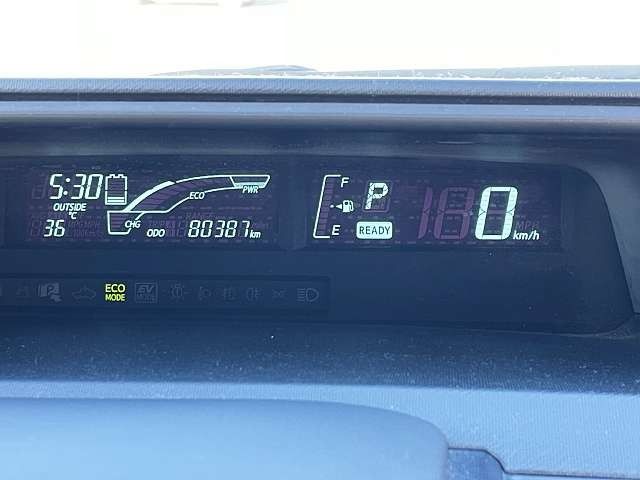 5:30
OUTSIDE
°C
36
CHG
ECO
PWR
ODO 80387 km
F
E
P
READY
0 km/h
ECO
MODE
EV
MODE